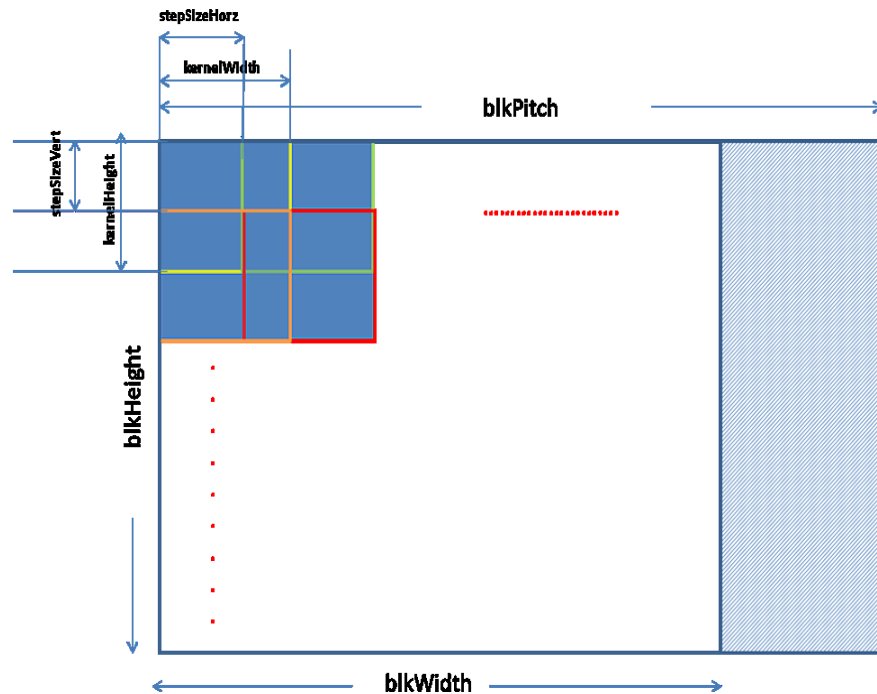 stepSizeHorz
kernelWidth
blkPitch
stepSizeVert
kernelHeight
blkHeight
blkWidth